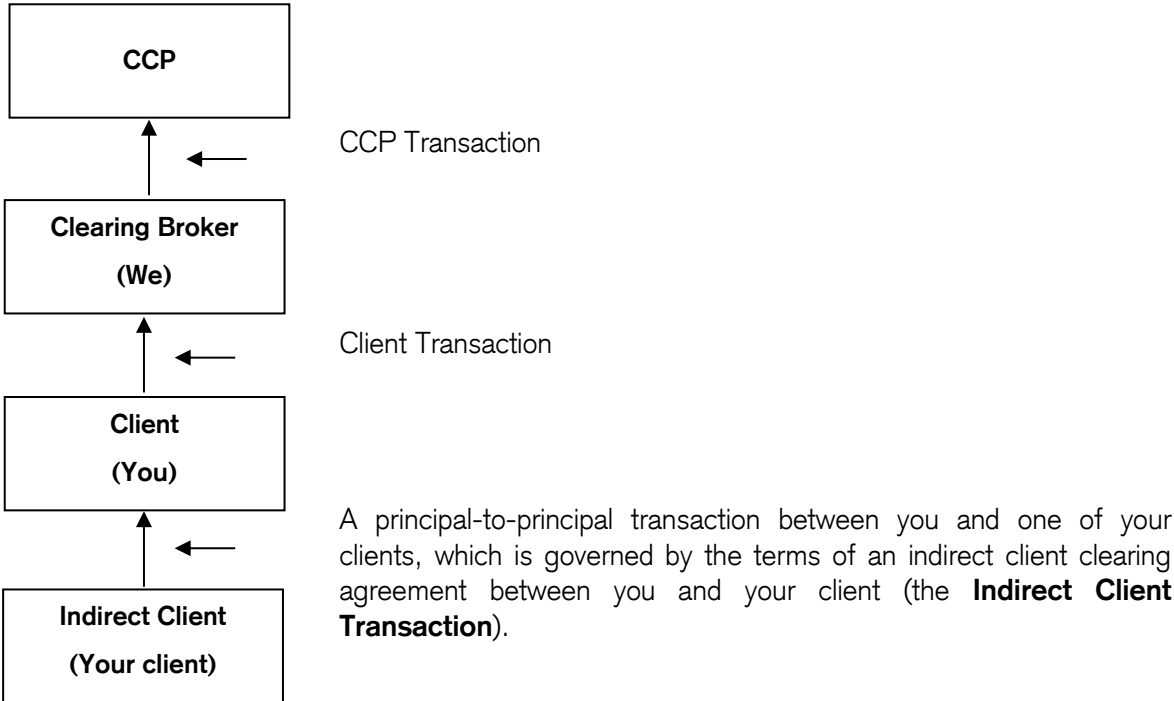 CCP
CCP Transaction
Clearing Broker
(We)
Client Transaction
Client
(You)
A principal-to-principal transaction between you and one of your
clients, which is governed by the terms of an indirect client clearing
agreement between you and your client (the Indirect Client
Transaction).
Indirect Client
(Your client)